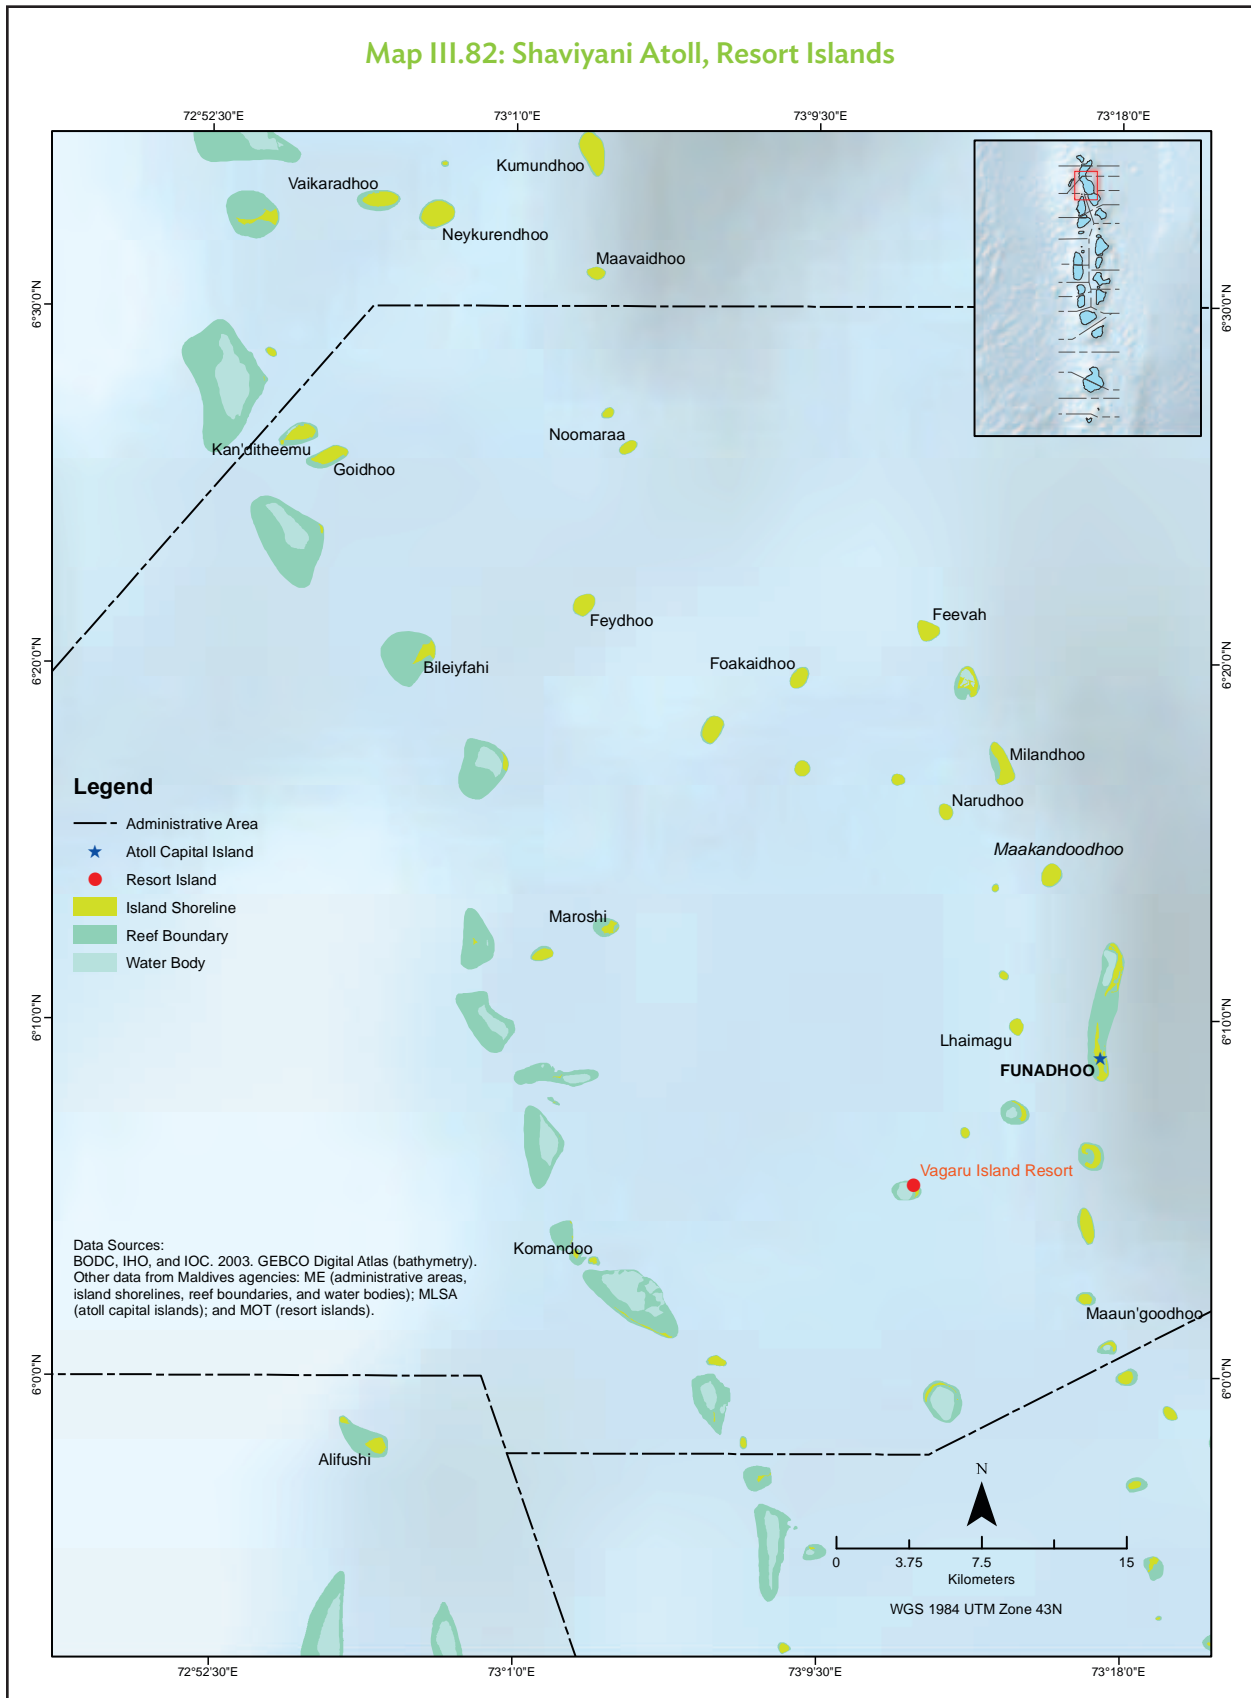 Map III.82: Shaviyani Atoll, Resort Islands
72°52'30"E
73°1'0"E
73°9'30"E
73°18'0"E
Kumundhoo
Vaikaradhoo
Neykurendhoo
Maavaidhoo
6°30'0"N
6°30'0"N
Noomaraa
Kan'ditheemu
Goidhoo
Feevah
Feydhoo
6°20'0"N
6°20'0"N
Foakaidhoo
Bileiyfahi
Milandhoo
Legend
Narudhoo
Administrative Area
Maakandoodhoo
Atoll Capital Island
Resort Island
Island Shoreline
Maroshi
Reef Boundary
Water Body
6°10'0"N
6°10'0"N
Lhaimagu
FUNADHOO
Vagaru Island Resort
Komandoo
Data Sources:
BODC, IHO, and IOC. 2003. GEBCO Digital Atlas (bathymetry).
Other data from Maldives agencies: ME (administrative areas,
island shorelines, reef boundaries, and water bodies); MLSA
(atoll capital islands); and MOT (resort islands).
Maaun'goodhoo
6°0'0"N
6°0'0"N
Alifushi
N
0 3.75 7.5 15
Kilometers
WGS 1984 UTM Zone 43N
72°52'30"E
73°1'0"E
73°9'30"E
73°18'0"E